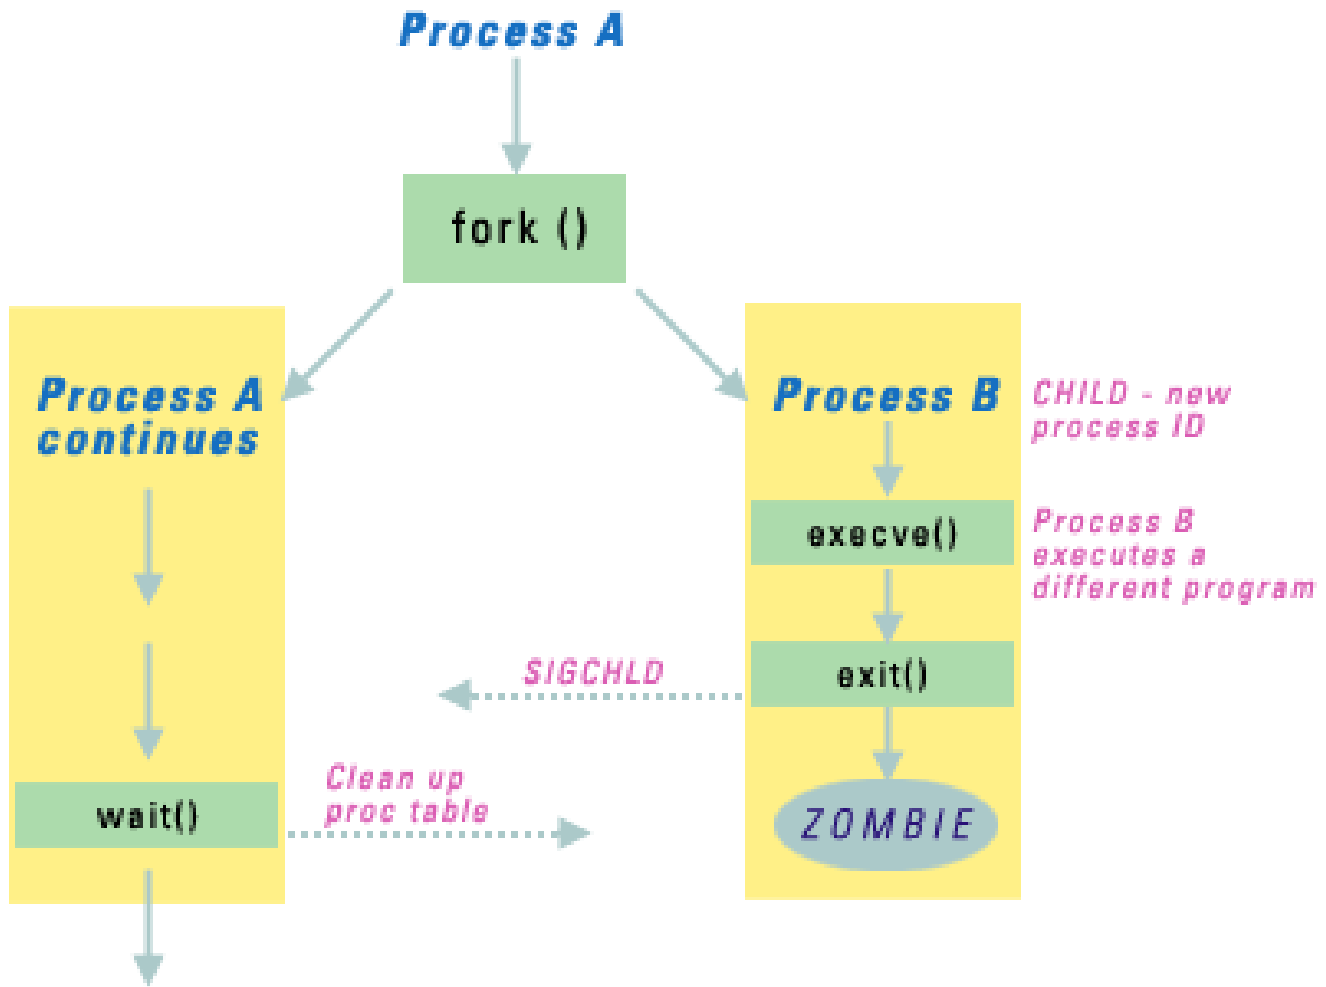 Process A
fork ()
Process A
continues
Process B
CHILD - new
process ID
execve()
Process B
executes a
different program
SIGCHLD
exit()
Clean up
proc table
wait()
ZOMBIE